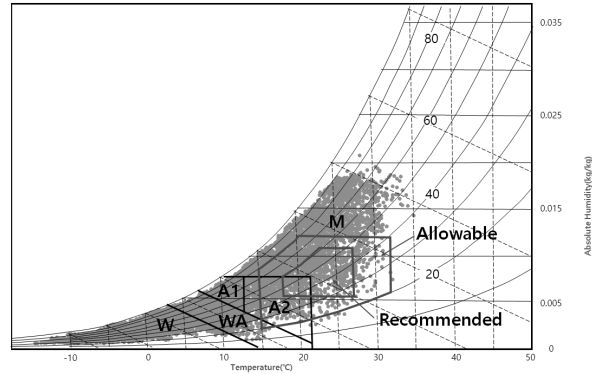 0.035
80
0.025
60
Absolute Humidity(kg/kg)
40
0.015
M
Allowable
20
A1
A2
0.005
W
WA
Recommended
0
-10
0
10
20
30
40
50
Temperature(℃)